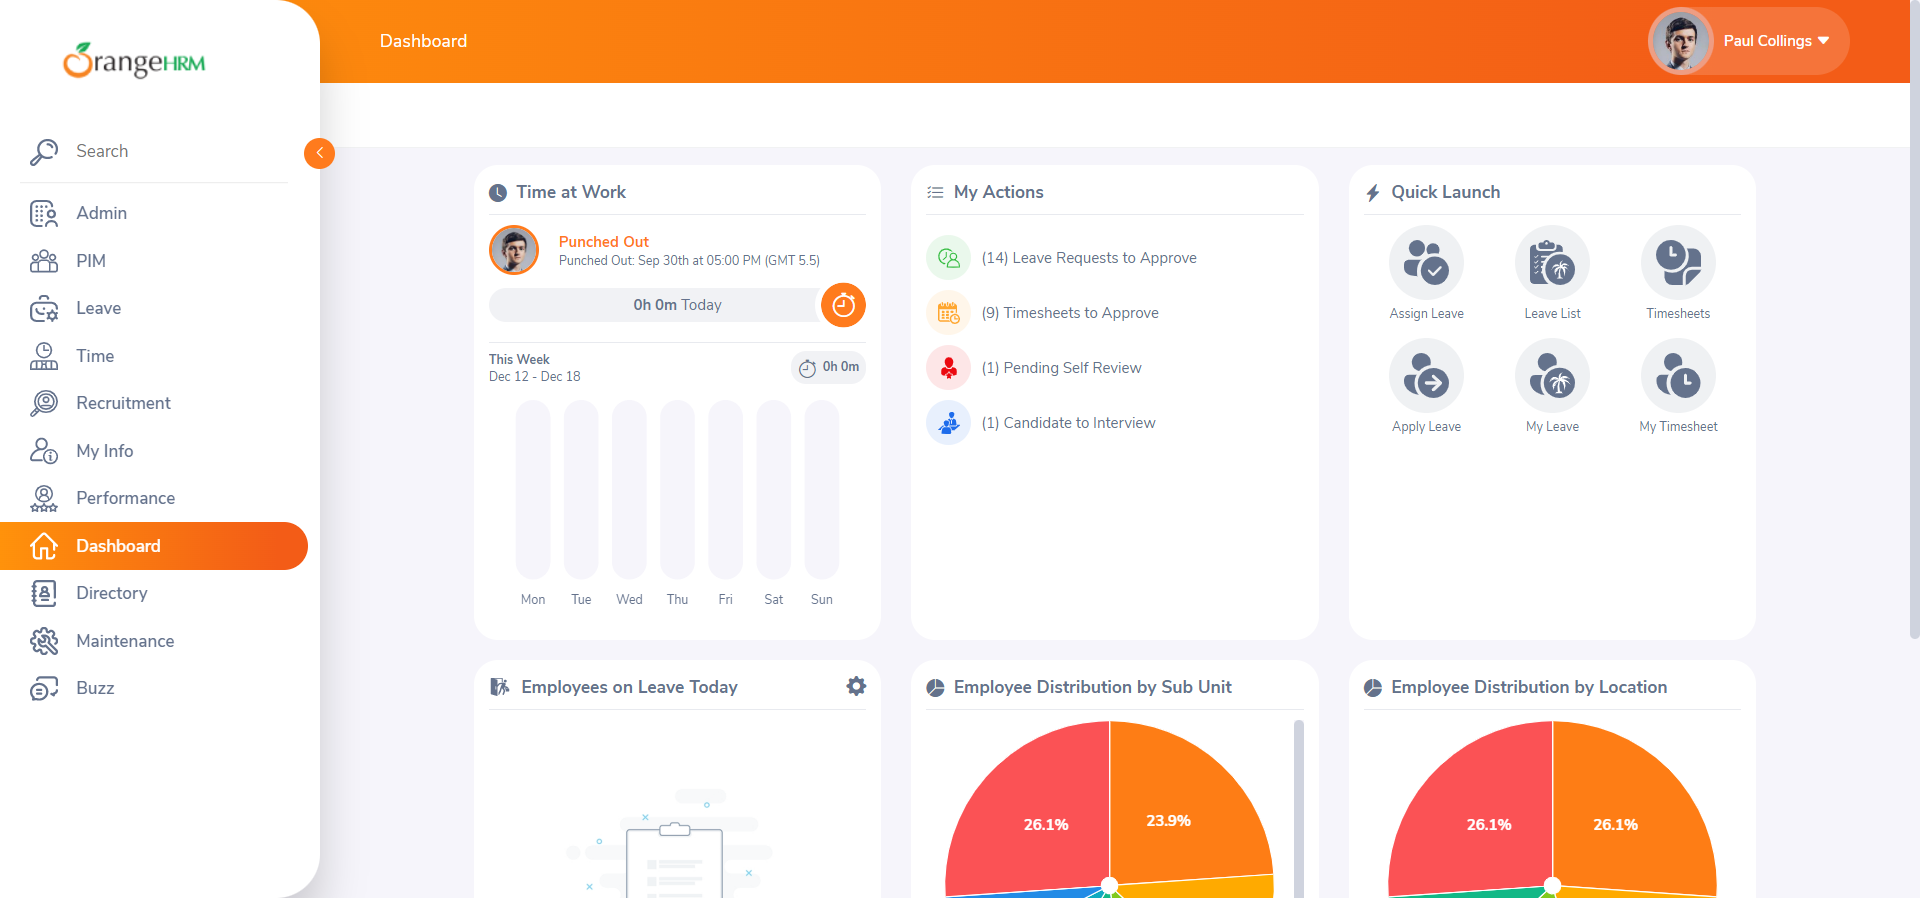 OrangeHRM
Dashboard
Paul Collings
Search
Admin
PIM
Leave
Time
Recruitment
My Info
Performance
Dashboard
Directory
Maintenance
Buzz
Time at Work
Punched Out
Punched Out: Sep 30th at 05:00 PM (GMT 5.5)
0h 0m Today
This Week
Dec 12 - Dec 18
0h 0m
Mon Tue Wed Thu Fri Sat Sun
My Actions
(14) Leave Requests to Approve
(9) Timesheets to Approve
(1) Pending Self Review
(1) Candidate to Interview
Quick Launch
Assign Leave Leave List Timesheets
Apply Leave My Leave My Timesheet
Employees on Leave Today
Employee Distribution by Sub Unit
26.1% 23.9%
Employee Distribution by Location
26.1% 26.1%